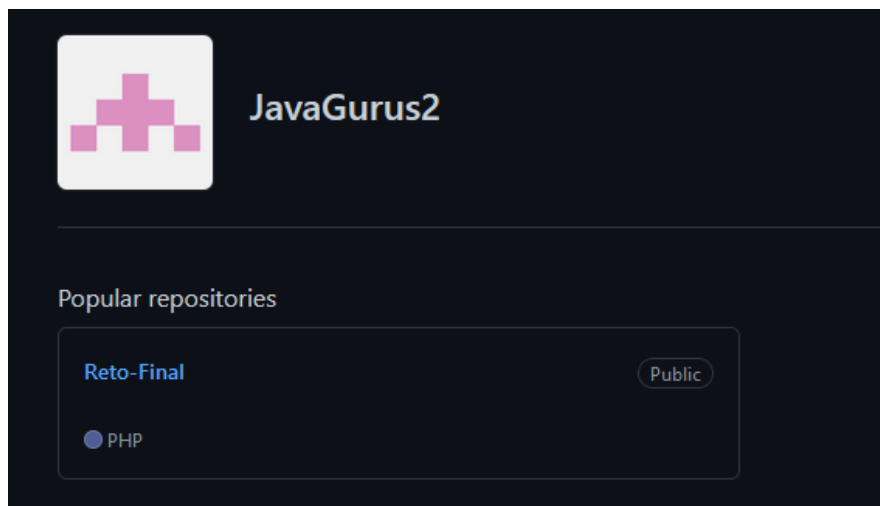 JavaGurus2
Popular repositories
Reto-Final
Public
PHP